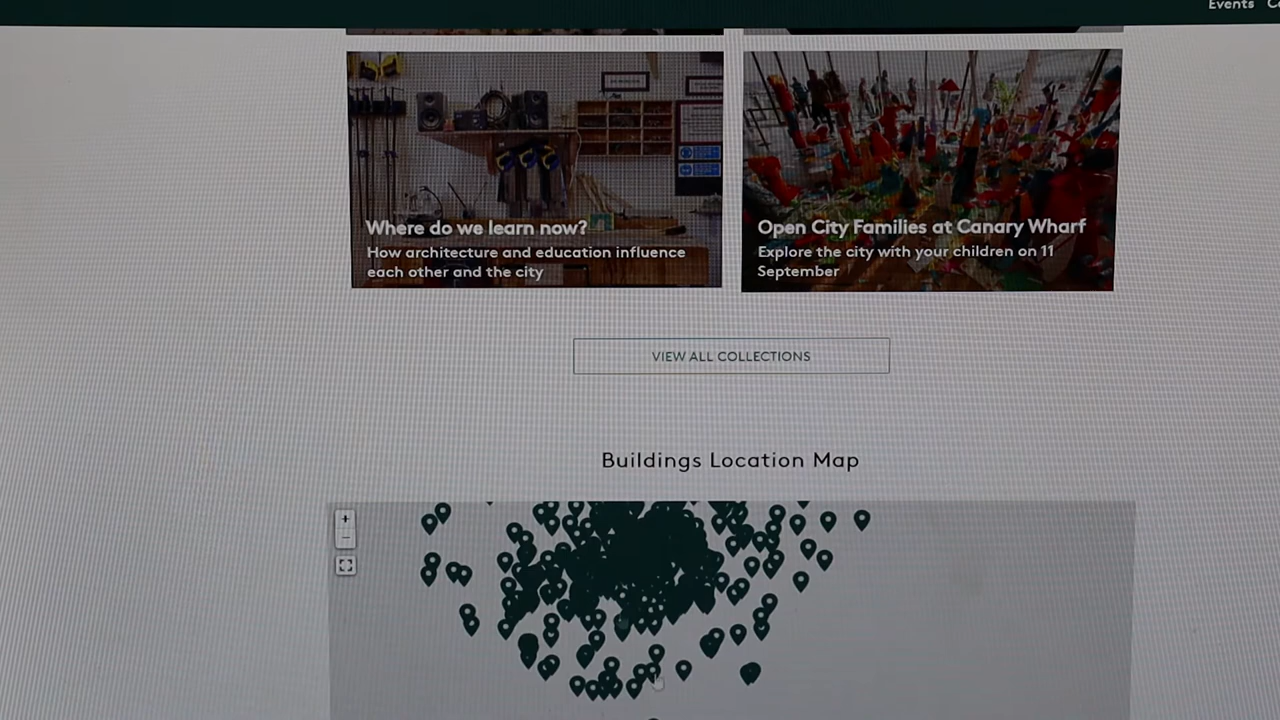 Events
Where do we learn now?
How architecture and education influence
each other and the city
Open City Families at Canary Wharf
Explore the city with your children on 11
September
VIEW ALL COLLECTIONS
Buildings Location Map